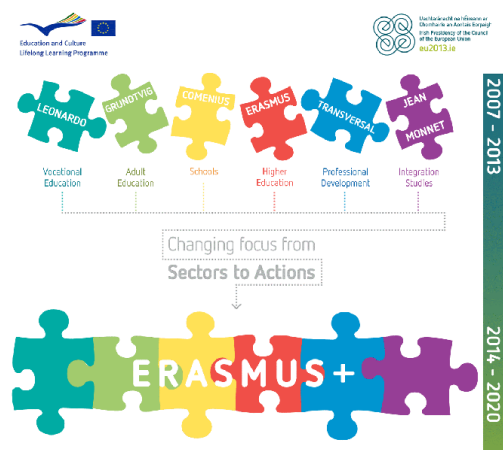 Education and Culture
Lifelong Learning Programme
Uachtaránacht na hÉireann ar
Chomhairle an Aontais Eorpaigh
Irish Presidency of the Council
of the European Union
eu2013.ie
LEONARDO
GRUNDTVIG
COMENIUS
ERASMUS
TRANSVERSAL
JEAN
MONNET
Vocational
Education
Adult
Education
Schools
Higher
Education
Professional
Development
Integration
Studies
2007 - 2013
Changing focus from
Sectors to Actions
ERASMUS +
2014 - 2020